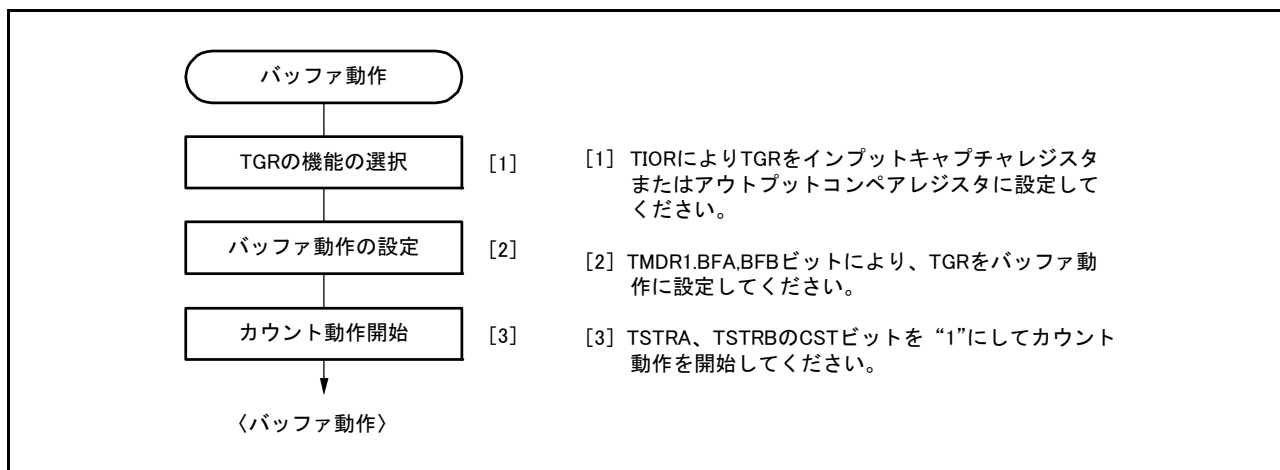 バッファ動作
TGRの機能の選択 [1]
バッファ動作の設定 [2]
カウント動作開始 [3]
〈バッファ動作〉
[1] TIORによりTGRをインプットキャプチャレジスタ
またはアウトプットコンペアレジスタに設定して
ください。
[2] TMDR1.BFA,BFBビットにより、TGRをバッファ動
作に設定してください。
[3] TSTRA、TSTRBのCSTビットを “1”にしてカウント
動作を開始してください。